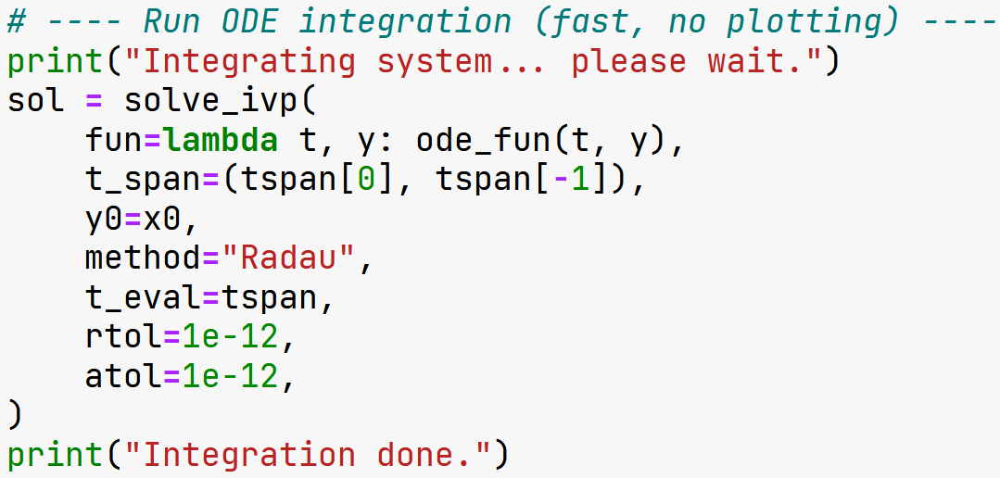 # ---- Run ODE integration (fast, no plotting) ----
print("Integrating system... please wait.")
sol = solve_ivp(
    fun=lambda t, y: ode_fun(t, y),
    t_span=(tspan[0], tspan[-1]),
    y0=x0,
    method="Radau",
    t_eval=tspan,
    rtol=1e-12,
    atol=1e-12,
)
print("Integration done.")